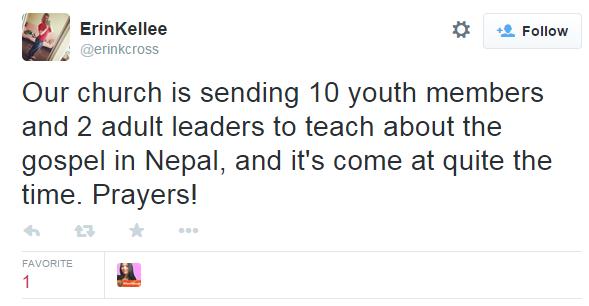 ErinKellee
@erinkcross
Follow
Our church is sending 10 youth members
and 2 adult leaders to teach about the
gospel in Nepal, and it's come at quite the
time. Prayers!
FAVORITE
1